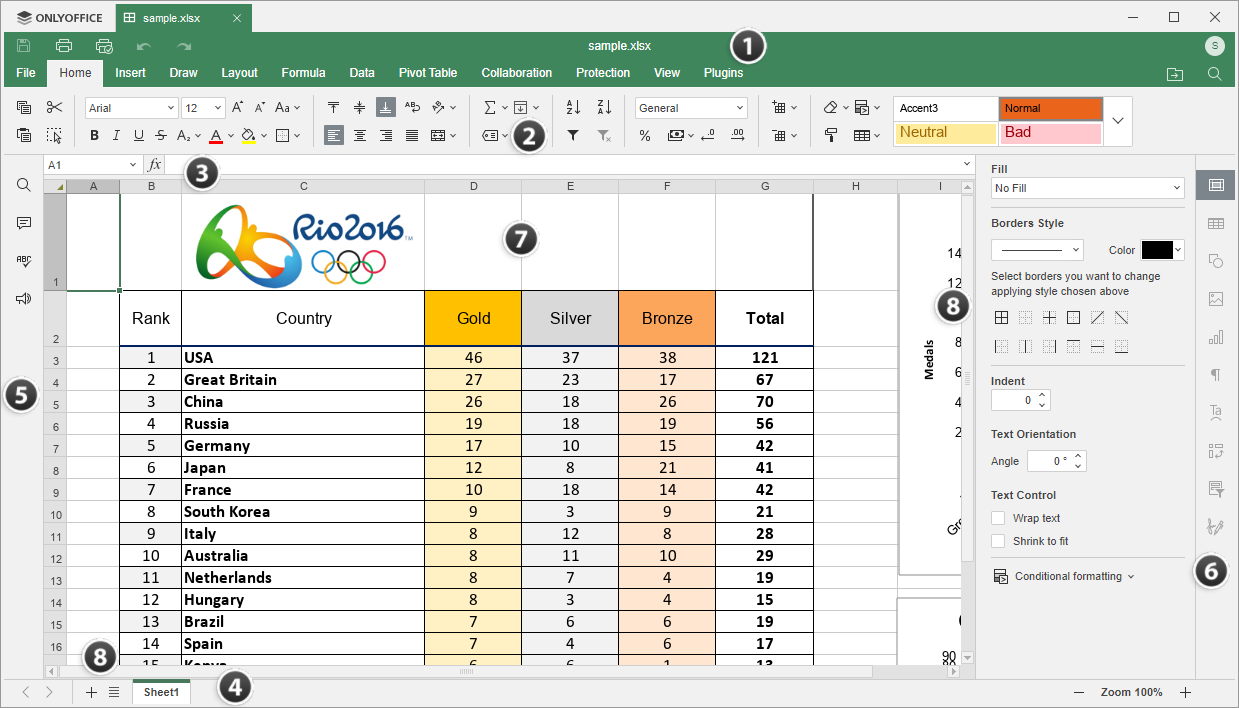 ONLYOFFICE sample.xlsx
sample.xlsx 1 S
File Home Insert Draw Layout Formula Data Pivot Table Collaboration Protection View Plugins
Arial 12 Aa General Accent3 Normal
B I U S A A 2 % .0 .00 Neutral Bad
A1 fx 3
A B C D E F G H I
Rio2016™
7
1
Rank Country Gold Silver Bronze Total
2
3 1 USA 46 37 38 121
4 2 Great Britain 27 23 17 67
5 3 China 26 18 26 70
6 4 Russia 19 18 19 56
7 5 Germany 17 10 15 42
8 6 Japan 12 8 21 41
9 7 France 10 18 14 42
10 8 South Korea 9 3 9 21
11 9 Italy 8 12 8 28
12 10 Australia 8 11 10 29
13 11 Netherlands 8 7 4 19
14 12 Hungary 8 3 4 15
15 13 Brazil 7 6 6 19
16 14 Spain 7 4 6 17
15 Kenya 6 6 1 13
14
12
8
8
Medals
6
4
2
90
80
Fill
No Fill
Borders Style
Color
Select borders you want to change
applying style chosen above
Indent
0
Text Orientation
Angle 0 °
Text Control
Wrap text
Shrink to fit
Conditional formatting
Ta
ABC
5
6
8
Sheet1 4 Zoom 100%